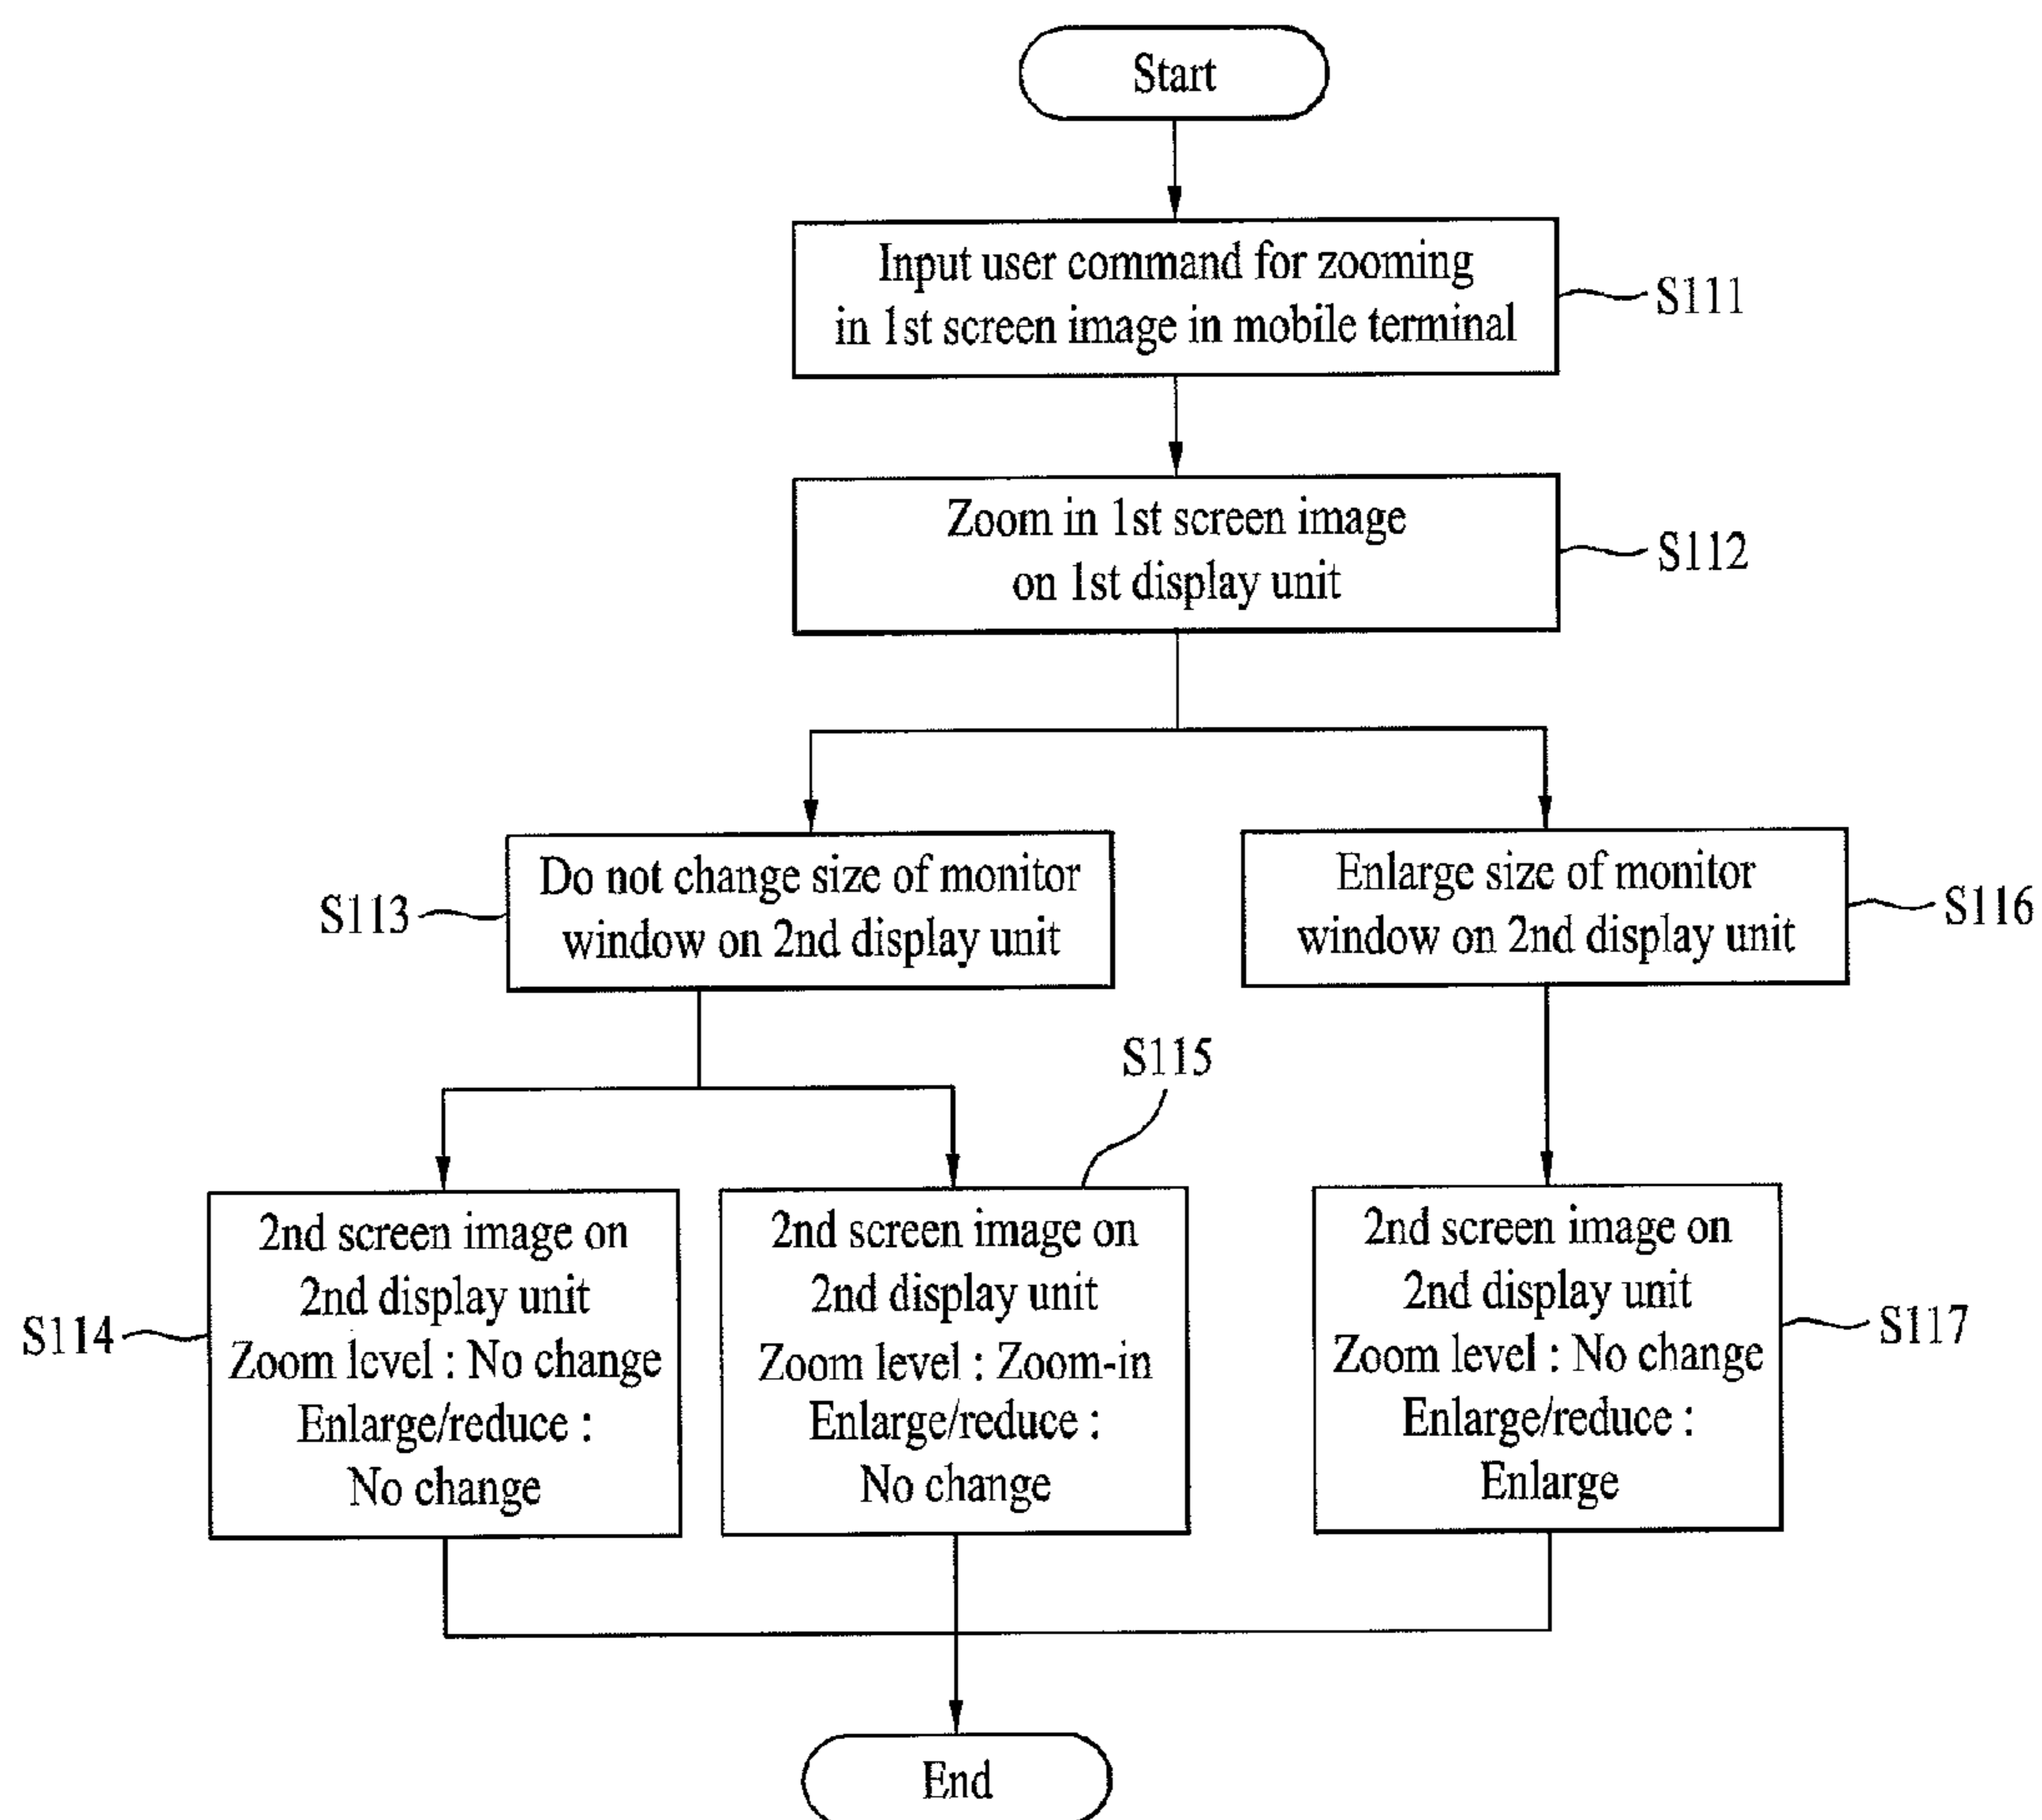 Start
Input user command for zooming
in 1st screen image in mobile terminal
S111
Zoom in 1st screen image
on 1st display unit
S112
Do not change size of monitor
window on 2nd display unit
S113
Enlarge size of monitor
window on 2nd display unit
S116
S115
2nd screen image on
2nd display unit
Zoom level : No change
Enlarge/reduce :
No change
S114
2nd screen image on
2nd display unit
Zoom level : Zoom-in
Enlarge/reduce :
No change
2nd screen image on
2nd display unit
Zoom level : No change
Enlarge/reduce :
Enlarge
S117
End